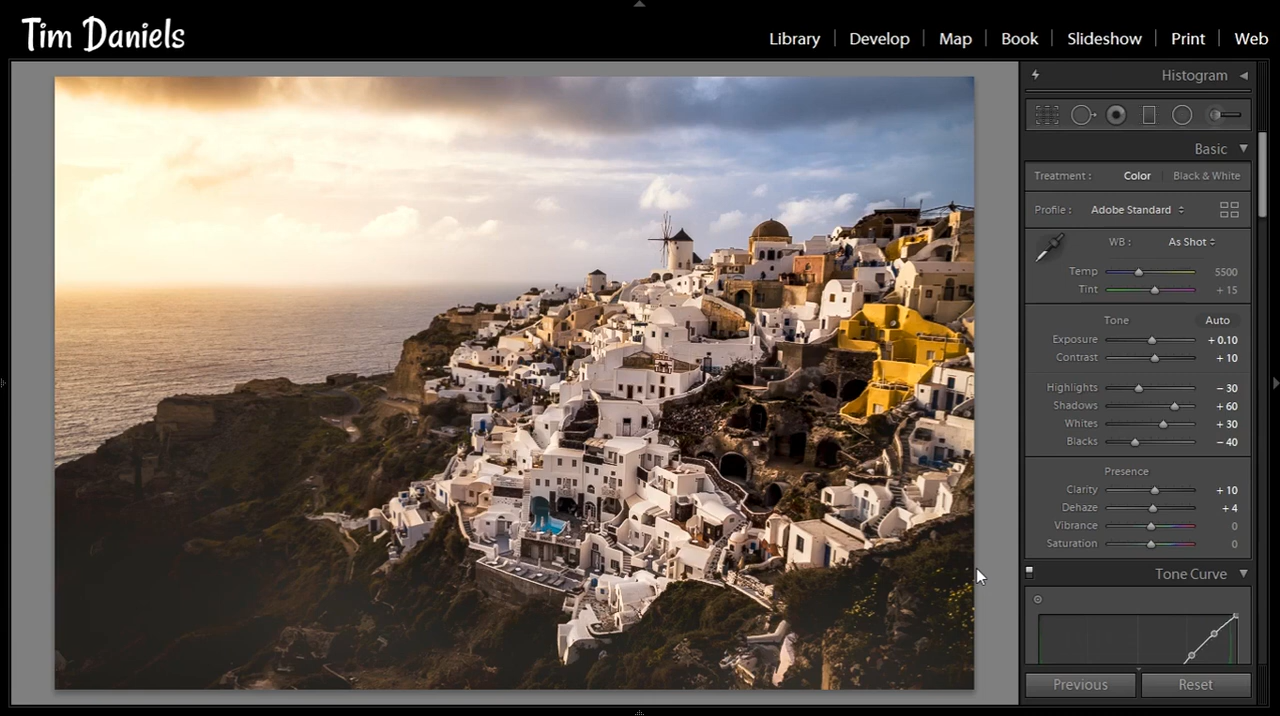 Tim Daniels
Library | Develop | Map | Book | Slideshow | Print | Web
Histogram
Basic
Treatment : Color Black & White
Profile : Adobe Standard
WB : As Shot
Temp 5500
Tint + 15
Tone Auto
Exposure + 0.10
Contrast + 10
Highlights – 30
Shadows + 60
Whites + 30
Blacks – 40
Presence
Clarity + 10
Dehaze + 4
Vibrance 0
Saturation 0
Tone Curve
Previous Reset